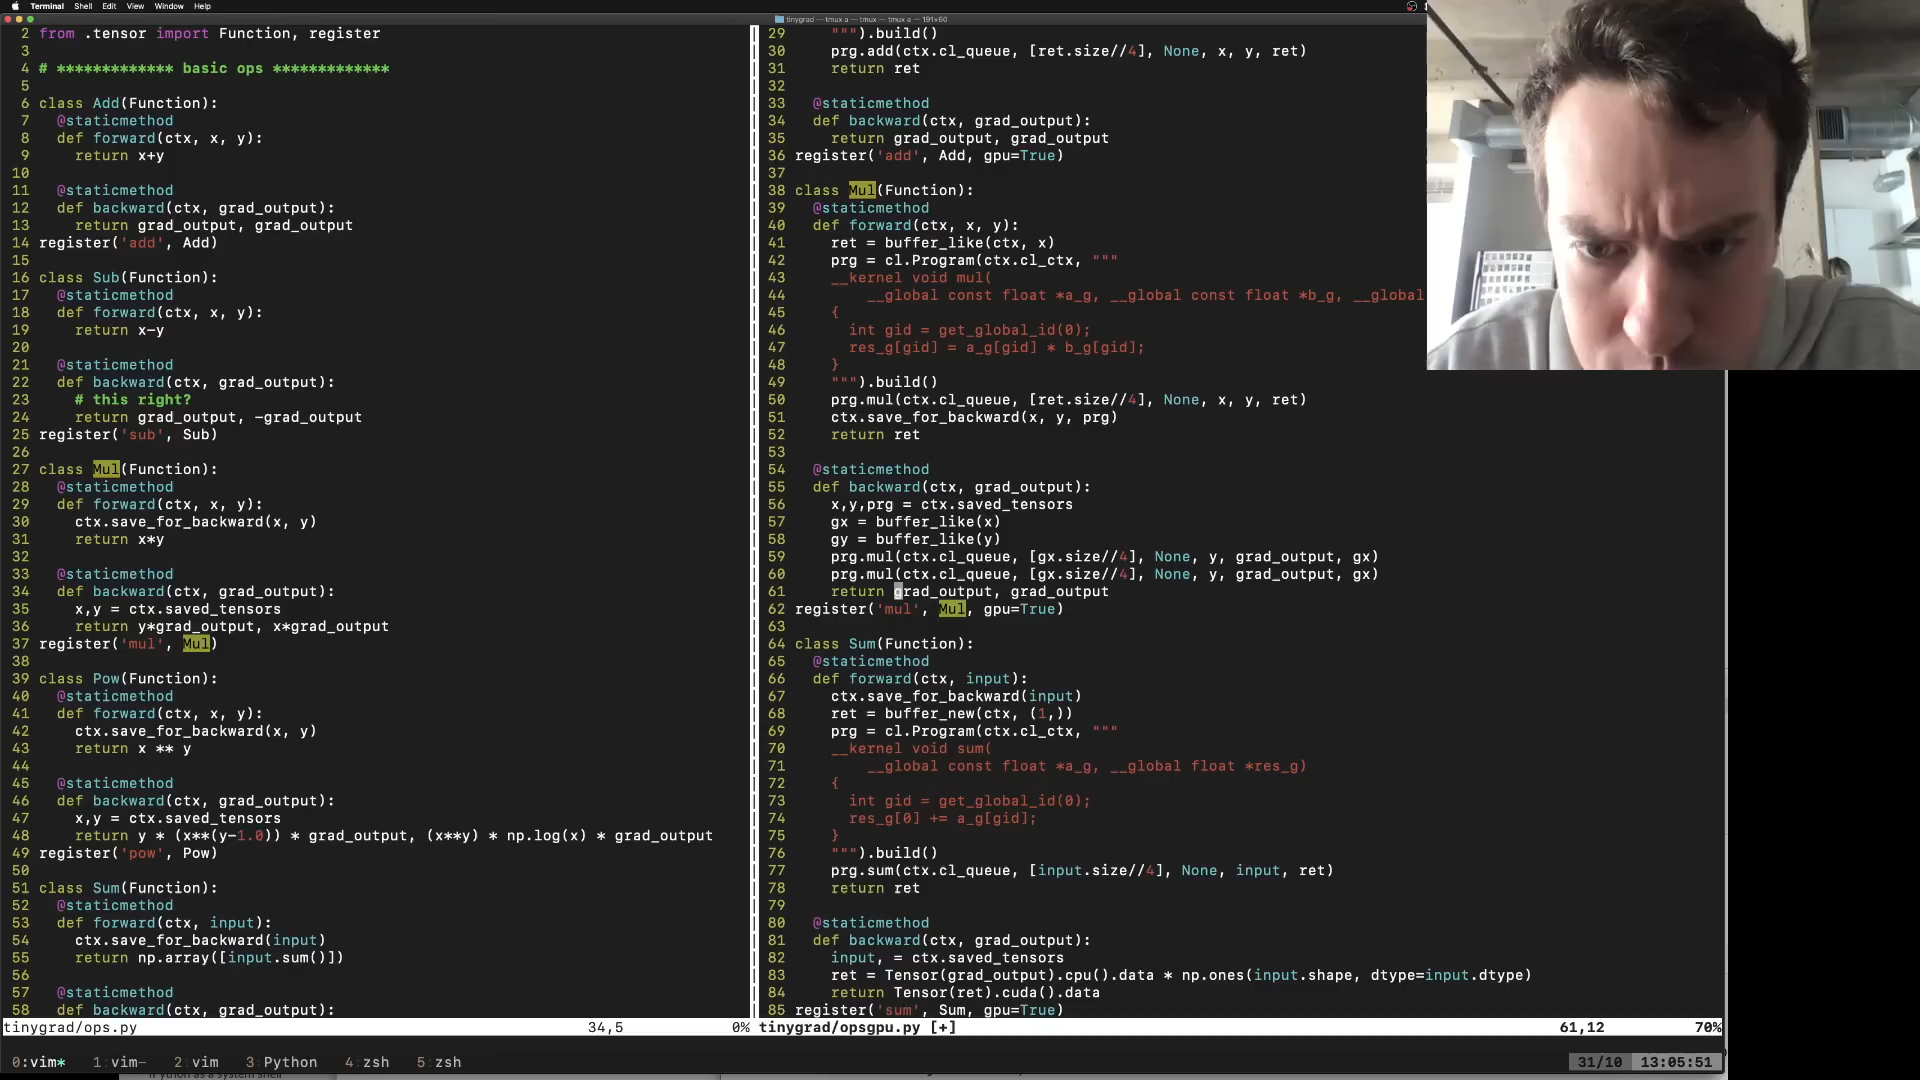 Terminal Shell Edit View Window Help
tinygrad — tmux a — tmux — tmux a — 191×60
2 from .tensor import Function, register
3
4 # ************* basic ops *************
5
6 class Add(Function):
7   @staticmethod
8   def forward(ctx, x, y):
9     return x+y
10
11   @staticmethod
12   def backward(ctx, grad_output):
13     return grad_output, grad_output
14 register('add', Add)
15
16 class Sub(Function):
17   @staticmethod
18   def forward(ctx, x, y):
19     return x-y
20
21   @staticmethod
22   def backward(ctx, grad_output):
23     # this right?
24     return grad_output, -grad_output
25 register('sub', Sub)
26
27 class Mul(Function):
28   @staticmethod
29   def forward(ctx, x, y):
30     ctx.save_for_backward(x, y)
31     return x*y
32
33   @staticmethod
34   def backward(ctx, grad_output):
35     x,y = ctx.saved_tensors
36     return y*grad_output, x*grad_output
37 register('mul', Mul)
38
39 class Pow(Function):
40   @staticmethod
41   def forward(ctx, x, y):
42     ctx.save_for_backward(x, y)
43     return x ** y
44
45   @staticmethod
46   def backward(ctx, grad_output):
47     x,y = ctx.saved_tensors
48     return y * (x**(y-1.0)) * grad_output, (x**y) * np.log(x) * grad_output
49 register('pow', Pow)
50
51 class Sum(Function):
52   @staticmethod
53   def forward(ctx, input):
54     ctx.save_for_backward(input)
55     return np.array([input.sum()])
56
57   @staticmethod
58   def backward(ctx, grad_output):
tinygrad/ops.py 34,5 0%
29     """).build()
30     prg.add(ctx.cl_queue, [ret.size//4], None, x, y, ret)
31     return ret
32
33   @staticmethod
34   def backward(ctx, grad_output):
35     return grad_output, grad_output
36 register('add', Add, gpu=True)
37
38 class Mul(Function):
39   @staticmethod
40   def forward(ctx, x, y):
41     ret = buffer_like(ctx, x)
42     prg = cl.Program(ctx.cl_ctx, """
43     __kernel void mul(
44         __global const float *a_g, __global const float *b_g, __global
45     {
46       int gid = get_global_id(0);
47       res_g[gid] = a_g[gid] * b_g[gid];
48     }
49     """).build()
50     prg.mul(ctx.cl_queue, [ret.size//4], None, x, y, ret)
51     ctx.save_for_backward(x, y, prg)
52     return ret
53
54   @staticmethod
55   def backward(ctx, grad_output):
56     x,y,prg = ctx.saved_tensors
57     gx = buffer_like(x)
58     gy = buffer_like(y)
59     prg.mul(ctx.cl_queue, [gx.size//4], None, y, grad_output, gx)
60     prg.mul(ctx.cl_queue, [gx.size//4], None, y, grad_output, gx)
61     return grad_output, grad_output
62 register('mul', Mul, gpu=True)
63
64 class Sum(Function):
65   @staticmethod
66   def forward(ctx, input):
67     ctx.save_for_backward(input)
68     ret = buffer_new(ctx, (1,))
69     prg = cl.Program(ctx.cl_ctx, """
70     __kernel void sum(
71         __global const float *a_g, __global float *res_g)
72     {
73       int gid = get_global_id(0);
74       res_g[0] += a_g[gid];
75     }
76     """).build()
77     prg.sum(ctx.cl_queue, [input.size//4], None, input, ret)
78     return ret
79
80   @staticmethod
81   def backward(ctx, grad_output):
82     input, = ctx.saved_tensors
83     ret = Tensor(grad_output).cpu().data * np.ones(input.shape, dtype=input.dtype)
84     return Tensor(ret).cuda().data
85 register('sum', Sum, gpu=True)
tinygrad/opsgpu.py [+] 61,12 70%
0:vim* 1:vim- 2:vim 3:Python 4:zsh 5:zsh 31/10 13:05:51